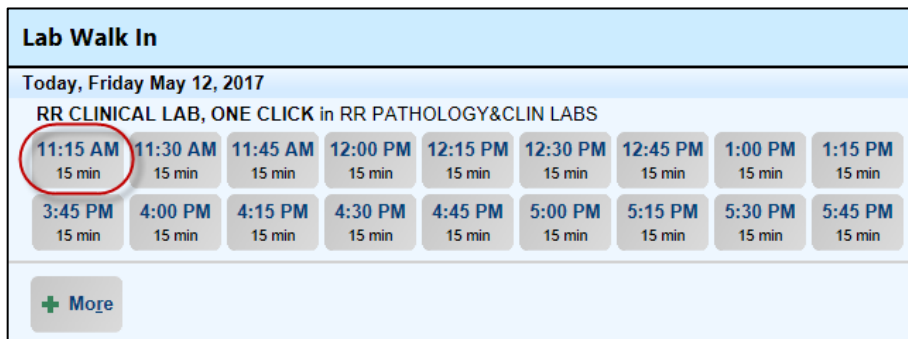 Lab Walk In
Today, Friday May 12, 2017
RR CLINICAL LAB, ONE CLICK in RR PATHOLOGY&CLIN LABS
11:15 AM 11:30 AM 11:45 AM 12:00 PM 12:15 PM 12:30 PM 12:45 PM 1:00 PM 1:15 PM
15 min 15 min 15 min 15 min 15 min 15 min 15 min 15 min 15 min
3:45 PM 4:00 PM 4:15 PM 4:30 PM 4:45 PM 5:00 PM 5:15 PM 5:30 PM 5:45 PM
15 min 15 min 15 min 15 min 15 min 15 min 15 min 15 min 15 min
More